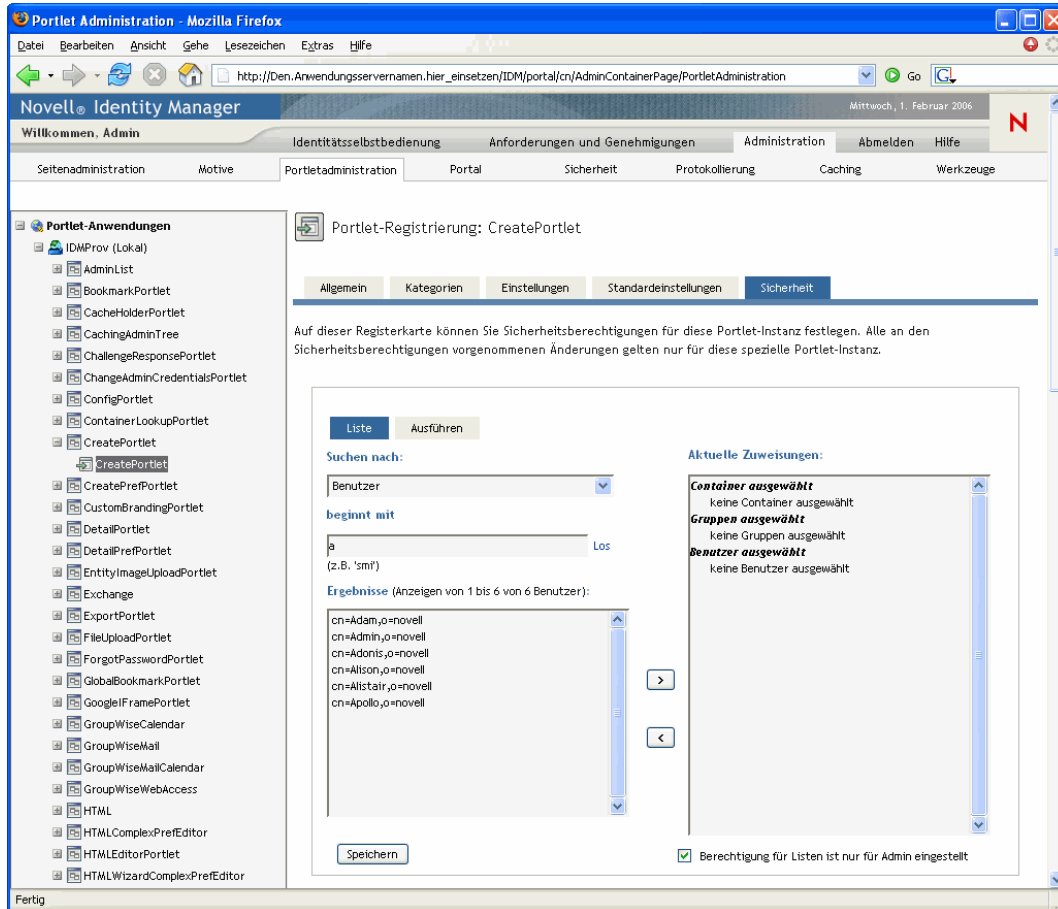 Portlet Administration - Mozilla Firefox
Datei Bearbeiten Ansicht Gehe Lesezeichen Extras Hilfe
http://Den.Anwendungsservernamen.hier_einsetzen/IDM/portal/cn/AdminContainerPage/PortletAdministration
Go
G
Novell® Identity Manager
Mittwoch, 1. Februar 2006
N
Willkommen, Admin
Identitätsselbstbedienung Anforderungen und Genehmigungen Administration Abmelden Hilfe
Seitenadministration Motive Portletadministration Portal Sicherheit Protokollierung Caching Werkzeuge
Portlet-Anwendungen
IDMProv (Lokal)
AdminList
BookmarkPortlet
CacheHolderPortlet
CachingAdminTree
ChallengeResponsePortlet
ChangeAdminCredentialsPortlet
ConfigPortlet
ContainerLookupPortlet
CreatePortlet
CreatePortlet
CreatePrefPortlet
CustomBrandingPortlet
DetailPortlet
DetailPrefPortlet
EntityImageUploadPortlet
Exchange
ExportPortlet
FileUploadPortlet
ForgotPasswordPortlet
GlobalBookmarkPortlet
GoogleIFramePortlet
GroupWiseCalendar
GroupWiseMail
GroupWiseMailCalendar
GroupWiseWebAccess
HTML
HTMLComplexPrefEditor
HTMLEditorPortlet
HTMLWizardComplexPrefEditor
Portlet-Registrierung: CreatePortlet
Allgemein Kategorien Einstellungen Standardeinstellungen Sicherheit
Auf dieser Registerkarte können Sie Sicherheitsberechtigungen für diese Portlet-Instanz festlegen. Alle an den
Sicherheitsberechtigungen vorgenommenen Änderungen gelten nur für diese spezielle Portlet-Instanz.
Liste Ausführen
Suchen nach:
Benutzer
beginnt mit
a
Los
(z.B. 'smi')
Ergebnisse (Anzeigen von 1 bis 6 von 6 Benutzer):
cn=Adam,o=novell
cn=Admin,o=novell
cn=Adonis,o=novell
cn=Alison,o=novell
cn=Alistair,o=novell
cn=Apollo,o=novell
>
<
Speichern
Aktuelle Zuweisungen:
Container ausgewählt
keine Container ausgewählt
Gruppen ausgewählt
keine Gruppen ausgewählt
Benutzer ausgewählt
keine Benutzer ausgewählt
Berechtigung für Listen ist nur für Admin eingestellt
Fertig